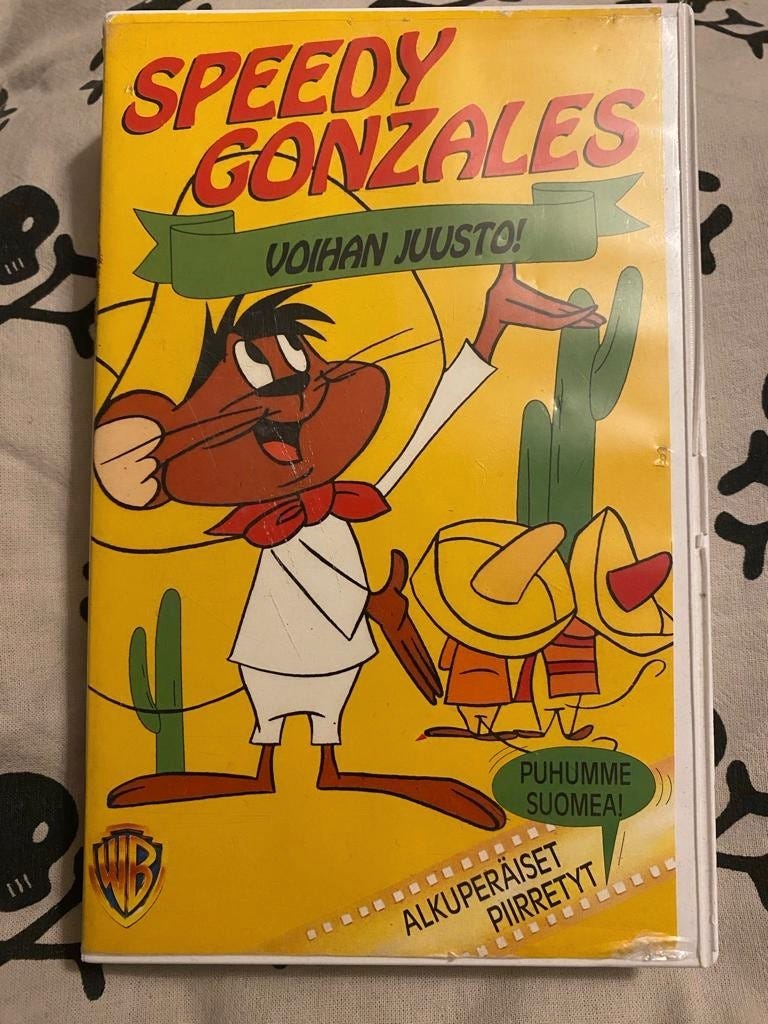 SPEEDY
GONZALES
VOIHAN JUUSTO!
PUHUMME
SUOMEA!
ALKUPERÄISET
PIIRRETYT
WB